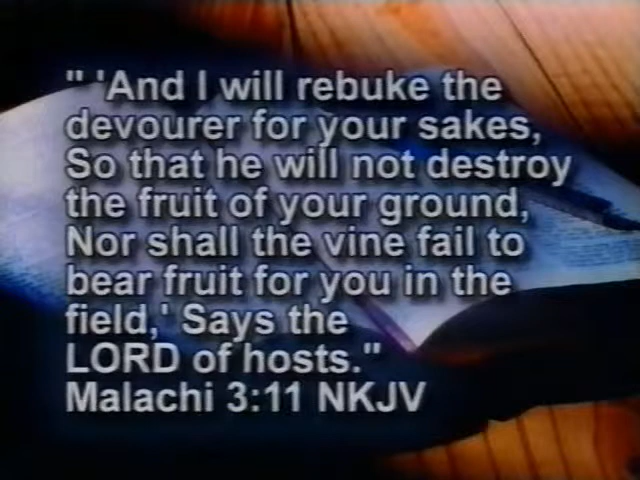 " 'And I will rebuke the
devourer for your sakes,
So that he will not destroy
the fruit of your ground,
Nor shall the vine fail to
bear fruit for you in the
field,' Says the
LORD of hosts."
Malachi 3:11 NKJV